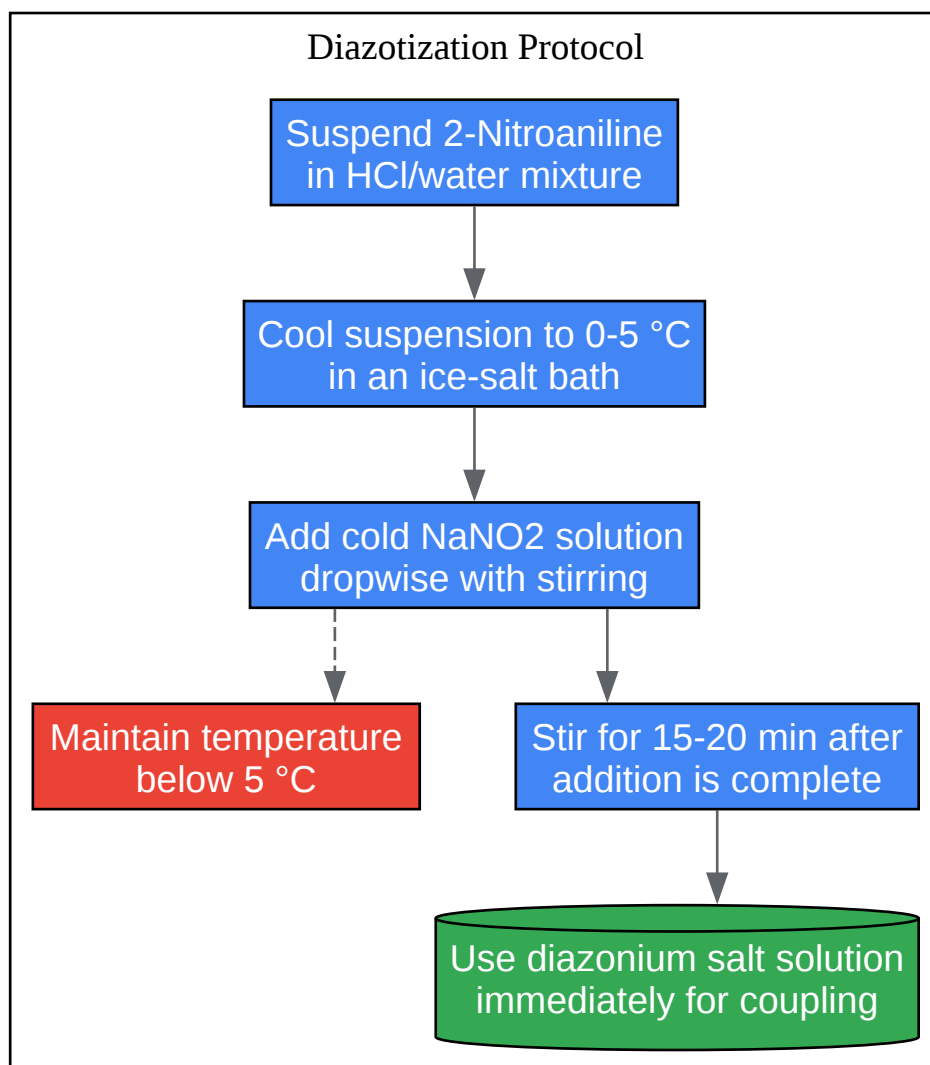 Diazotization Protocol
Suspend 2-Nitroaniline
in HCl/water mixture
Cool suspension to 0-5 °C
in an ice-salt bath
Add cold NaNO2 solution
dropwise with stirring
Maintain temperature
below 5 °C
Stir for 15-20 min after
addition is complete
Use diazonium salt solution
immediately for coupling